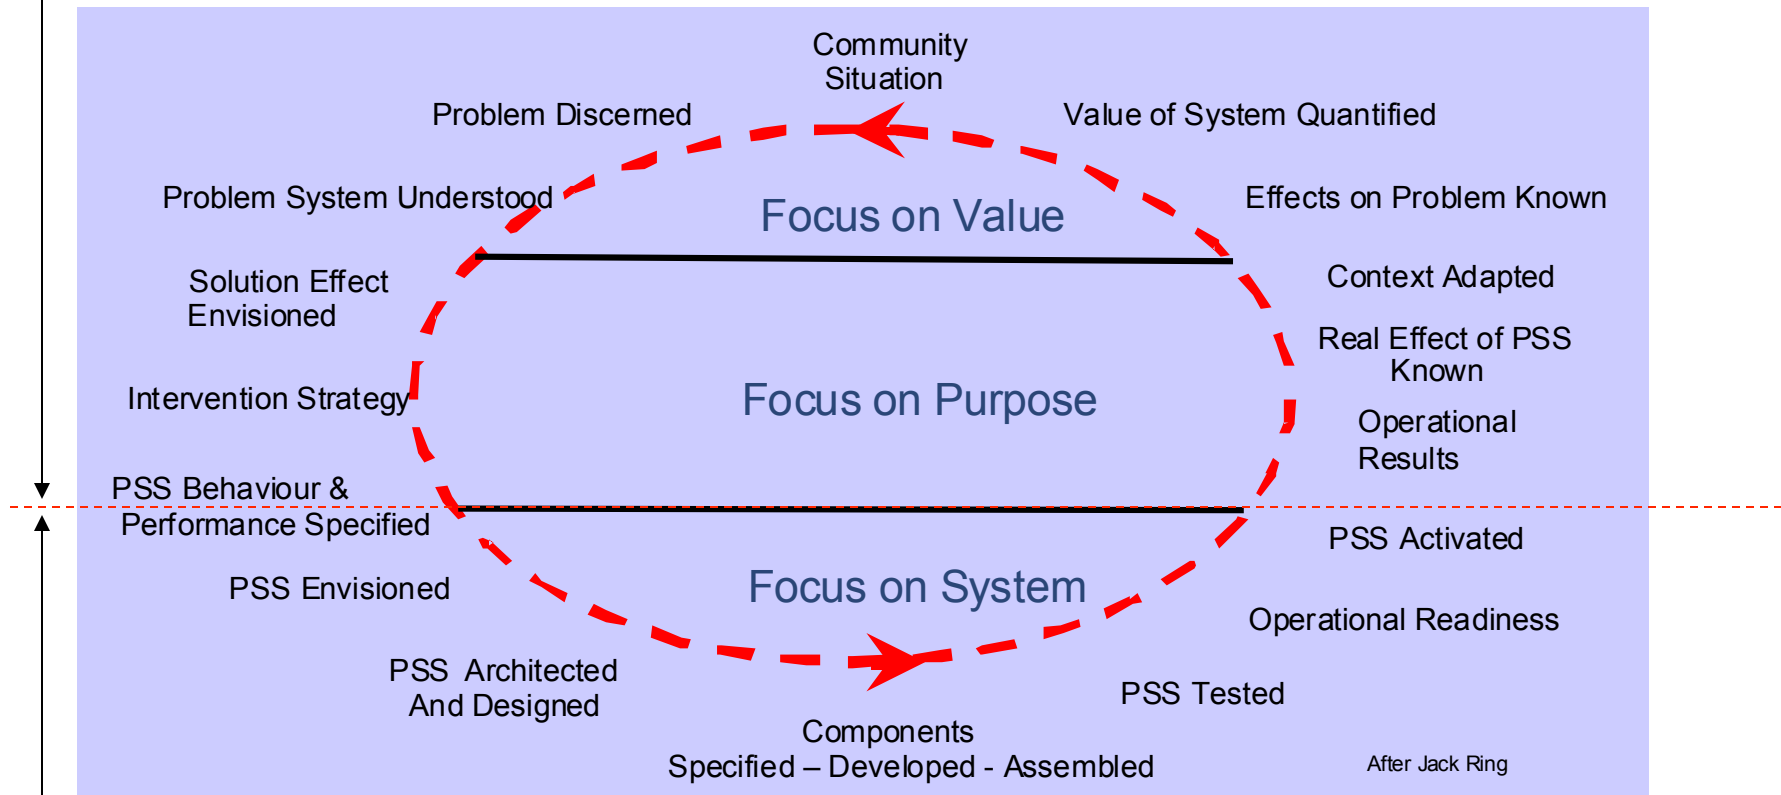 Community
Situation
Problem Discerned
Value of System Quantified
Problem System Understood
Focus on Value
Effects on Problem Known
Solution Effect
Envisioned
Context Adapted
Real Effect of PSS
Known
Intervention Strategy
Focus on Purpose
Operational
Results
PSS Behaviour &
Performance Specified
PSS Activated
PSS Envisioned
Focus on System
Operational Readiness
PSS Architected
And Designed
PSS Tested
Components
Specified – Developed - Assembled
After Jack Ring